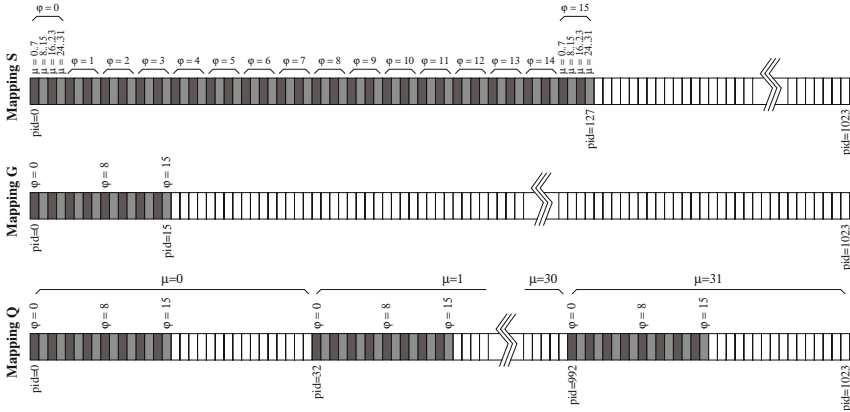 Mapping S
φ = 0
φ = 15
μ = 0..7
μ = 8..15
μ = 16..23
μ = 24..31
φ = 1
φ = 2
φ = 3
φ = 4
φ = 5
φ = 6
φ = 7
φ = 8
φ = 9
φ = 10
φ = 11
φ = 12
φ = 13
φ = 14
μ = 0..7
μ = 8..15
μ = 16..23
μ = 24..31
pid=0
pid=127
pid=1023
Mapping G
φ = 0
φ = 8
φ = 15
pid=0
pid=15
pid=1023
Mapping Q
μ=0
μ=1
μ=30
μ=31
φ = 0
φ = 8
φ = 15
φ = 0
φ = 8
φ = 15
φ = 0
φ = 8
φ = 15
pid=0
pid=32
pid=992
pid=1023